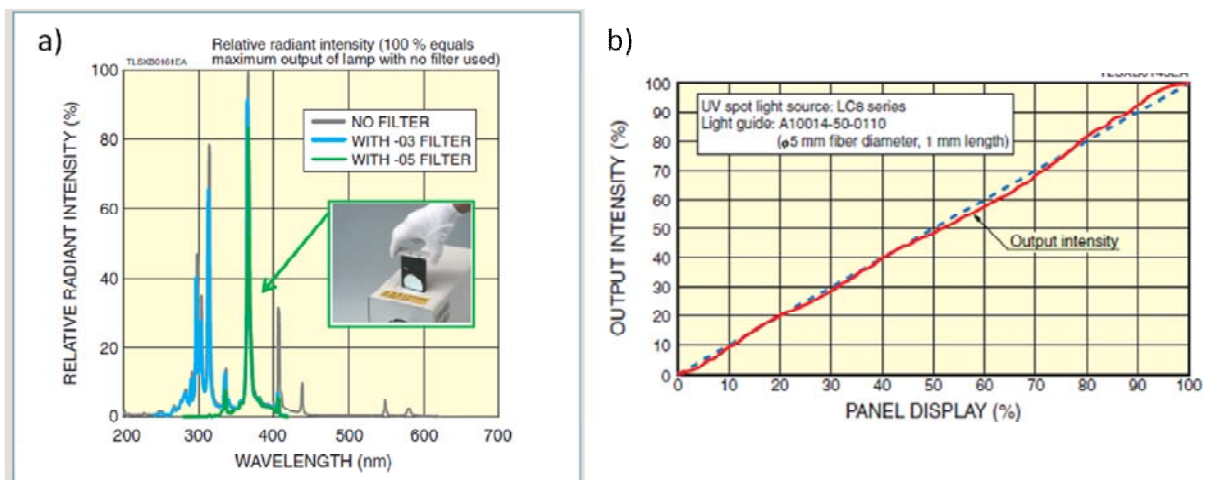 a)
Relative radiant intensity (100 % equals
maximum output of lamp with no filter used)
TLSXB0161EA
RELATIVE RADIANT INTENSITY (%)
100
80
60
40
20
0
NO FILTER
WITH -03 FILTER
WITH -05 FILTER
200
300
400
500
600
700
WAVELENGTH (nm)
b)
OUTPUT INTENSITY (%)
100
90
80
70
60
50
40
30
20
10
0
UV spot light source: LC8 series
Light guide: A10014-50-0110
(ø5 mm fiber diameter, 1 mm length)
Output intensity
0
10
20
30
40
50
60
70
80
90
100
PANEL DISPLAY (%)